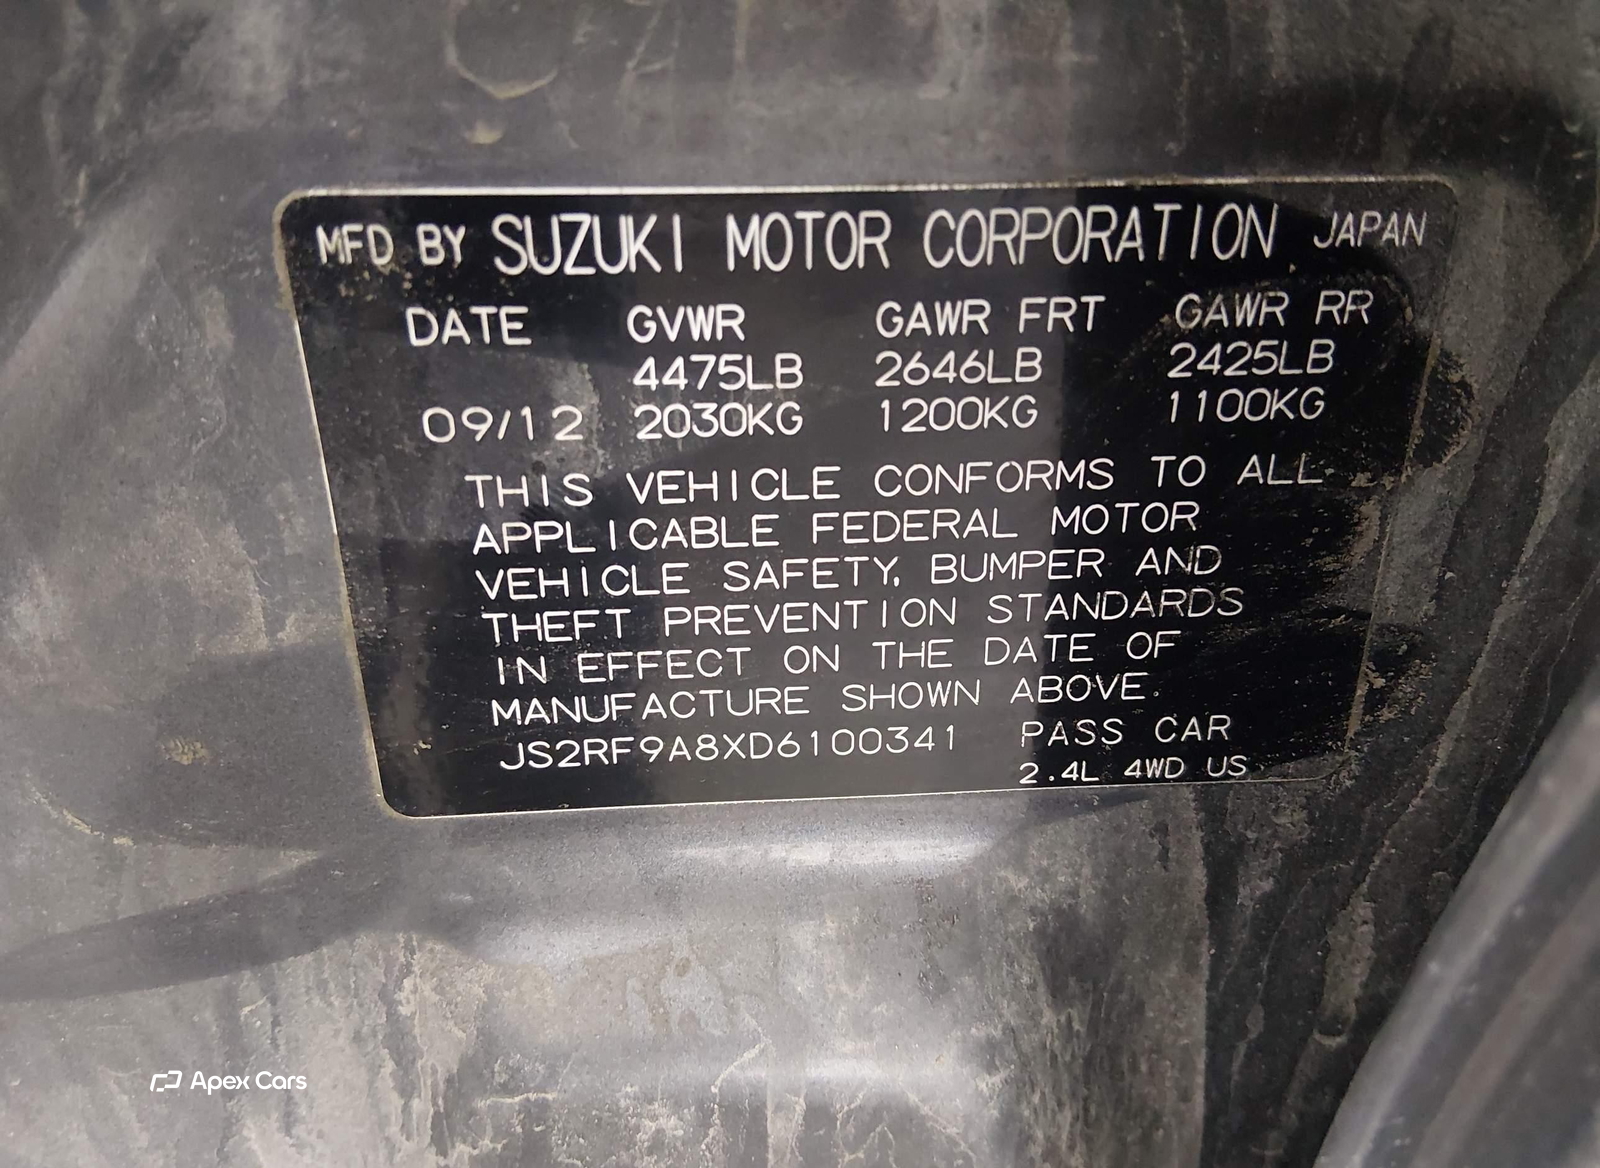 MFD BY SUZUKI MOTOR CORPORATION JAPAN
DATE GVWR GAWR FRT GAWR RR
4475LB 2646LB 2425LB
09/12 2030KG 1200KG 1100KG
THIS VEHICLE CONFORMS TO ALL
APPLICABLE FEDERAL MOTOR
VEHICLE SAFETY, BUMPER AND
THEFT PREVENTION STANDARDS
IN EFFECT ON THE DATE OF
MANUFACTURE SHOWN ABOVE.
JS2RF9A8XD6100341 PASS CAR
2.4L 4WD US
Apex Cars